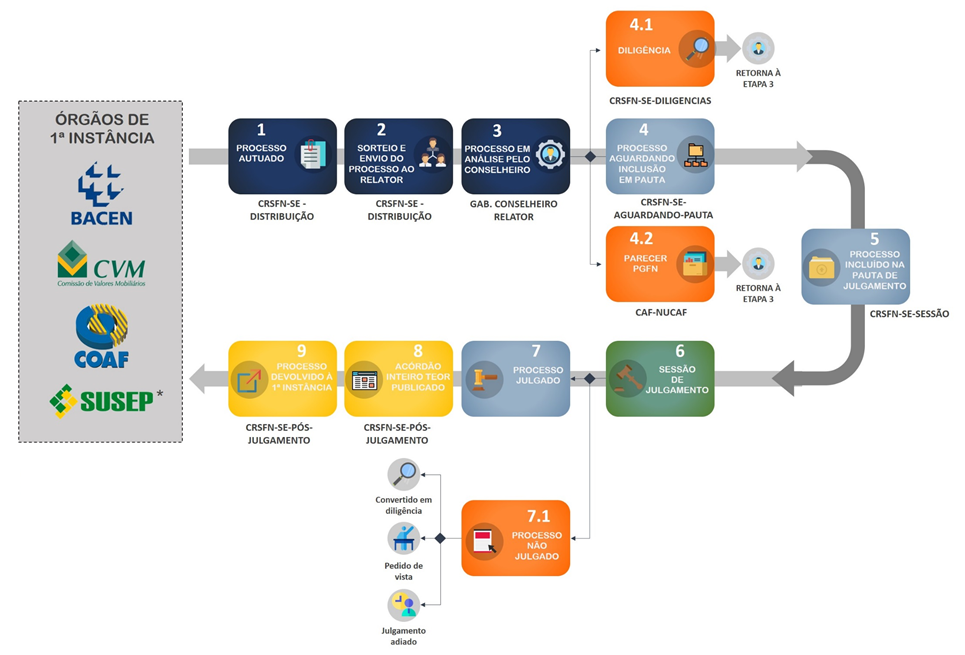 ÓRGÃOS DE
1ª INSTÂNCIA
BACEN
CVM
Comissão de Valores Mobiliários
COAF
SUSEP*
1
PROCESSO
AUTUADO
CRSFN-SE -
DISTRIBUIÇÃO
2
SORTEIO E
ENVIO DO
PROCESSO AO
RELATOR
CRSFN-SE -
DISTRIBUIÇÃO
3
PROCESSO EM
ANÁLISE PELO
CONSELHEIRO
GAB. CONSELHEIRO
RELATOR
4.1
DILIGÊNCIA
CRSFN-SE-DILIGENCIAS
RETORNA À
ETAPA 3
4
PROCESSO
AGUARDANDO
INCLUSÃO
EM PAUTA
CRSFN-SE-
AGUARDANDO-PAUTA
4.2
PARECER
PGFN
CAF-NUCAF
RETORNA À
ETAPA 3
5
PROCESSO
INCLUÍDO NA
PAUTA DE
JULGAMENTO
CRSFN-SE-SESSÃO
6
SESSÃO
DE
JULGAMENTO
7
PROCESSO
JULGADO
8
ACÓRDÃO
INTEIRO TEOR
PUBLICADO
CRSFN-SE-PÓS-
JULGAMENTO
9
PROCESSO
DEVOLVIDO À
1ª INSTÂNCIA
CRSFN-SE-PÓS-
JULGAMENTO
7.1
PROCESSO
NÃO
JULGADO
Convertido em
diligência
Pedido de
vista
Julgamento
adiado